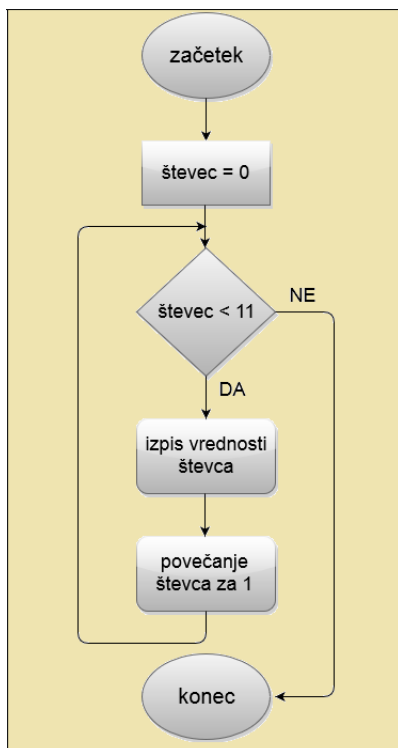 začetek
števec = 0
števec < 11
NE
DA
izpis vrednosti
števca
povečanje
števca za 1
konec